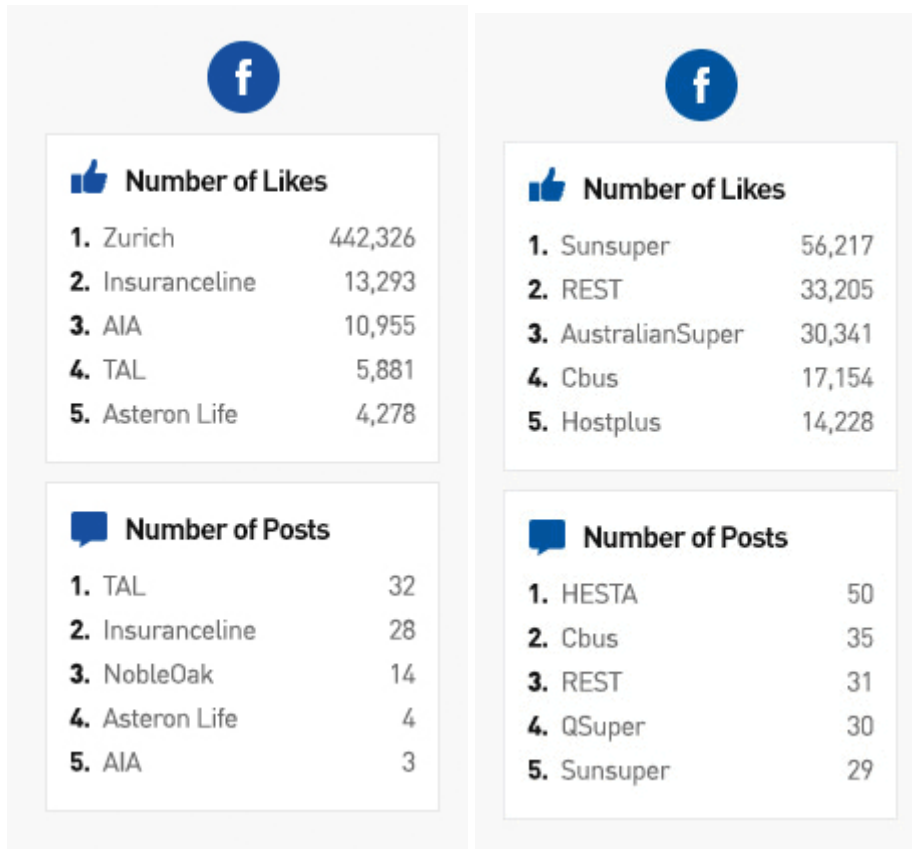 f
Number of Likes
1. Zurich 442,326
2. Insuranceline 13,293
3. AIA 10,955
4. TAL 5,881
5. Asteron Life 4,278
Number of Posts
1. TAL 32
2. Insuranceline 28
3. NobleOak 14
4. Asteron Life 4
5. AIA 3
f
Number of Likes
1. Sunsuper 56,217
2. REST 33,205
3. AustralianSuper 30,341
4. Cbus 17,154
5. Hostplus 14,228
Number of Posts
1. HESTA 50
2. Cbus 35
3. REST 31
4. QSuper 30
5. Sunsuper 29